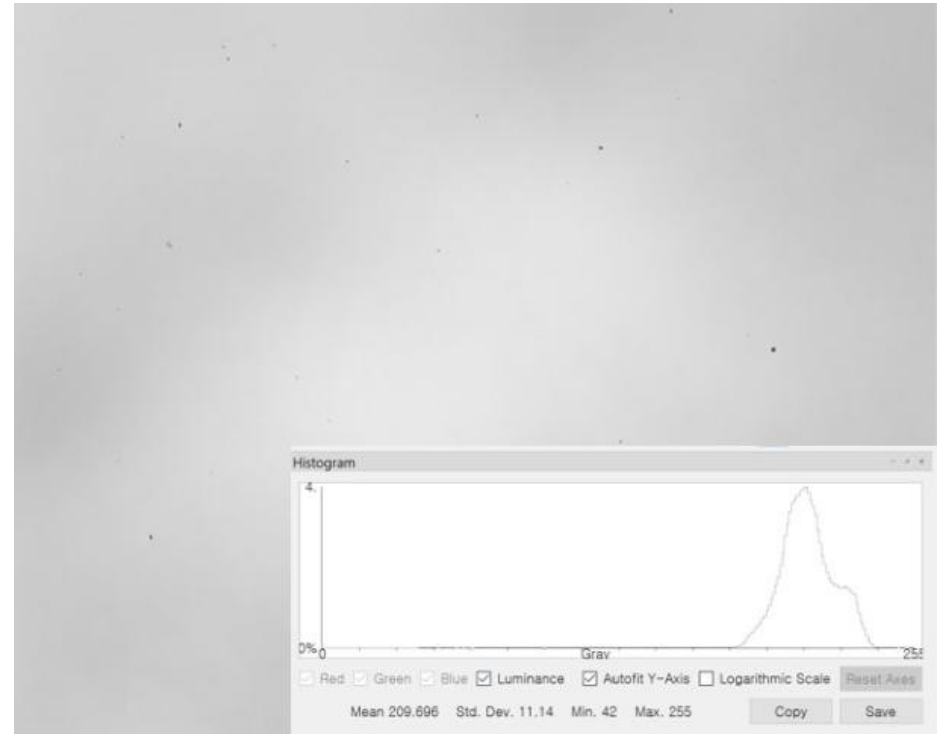 Histogram
4.
0%
0
Gray
255
Red Green Blue Luminance Autofit Y-Axis Logarithmic Scale Reset Axes
Mean 209.696 Std. Dev. 11.14 Min. 42 Max. 255 Copy Save